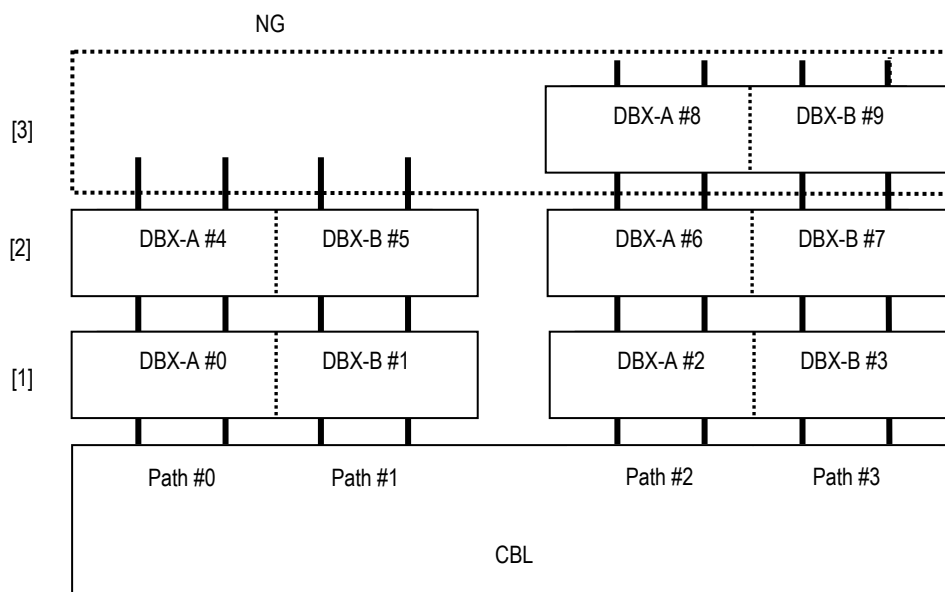 NG
[3]
DBX-A #8 DBX-B #9
[2]
DBX-A #4 DBX-B #5 DBX-A #6 DBX-B #7
[1]
DBX-A #0 DBX-B #1 DBX-A #2 DBX-B #3
Path #0 Path #1 Path #2 Path #3
CBL